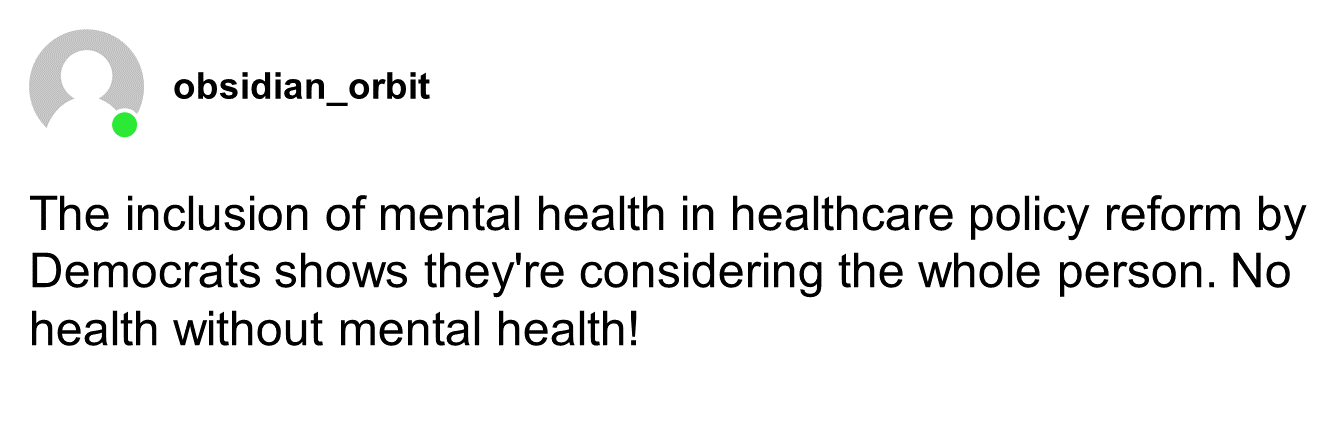 obsidian_orbit
The inclusion of mental health in healthcare policy reform by
Democrats shows they're considering the whole person. No
health without mental health!